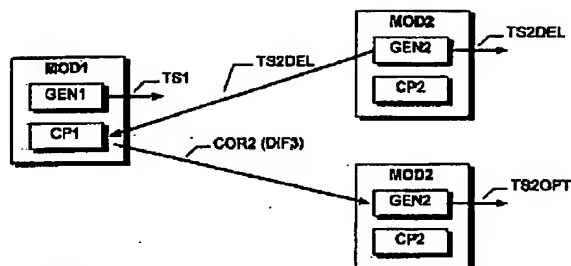 MOD1
GEN1
TS1
CP1
TS2DEL
COR2 (DIF3)
MOD2
GEN2
TS2DEL
CP2
MOD2
GEN2
TS2OPT
CP2